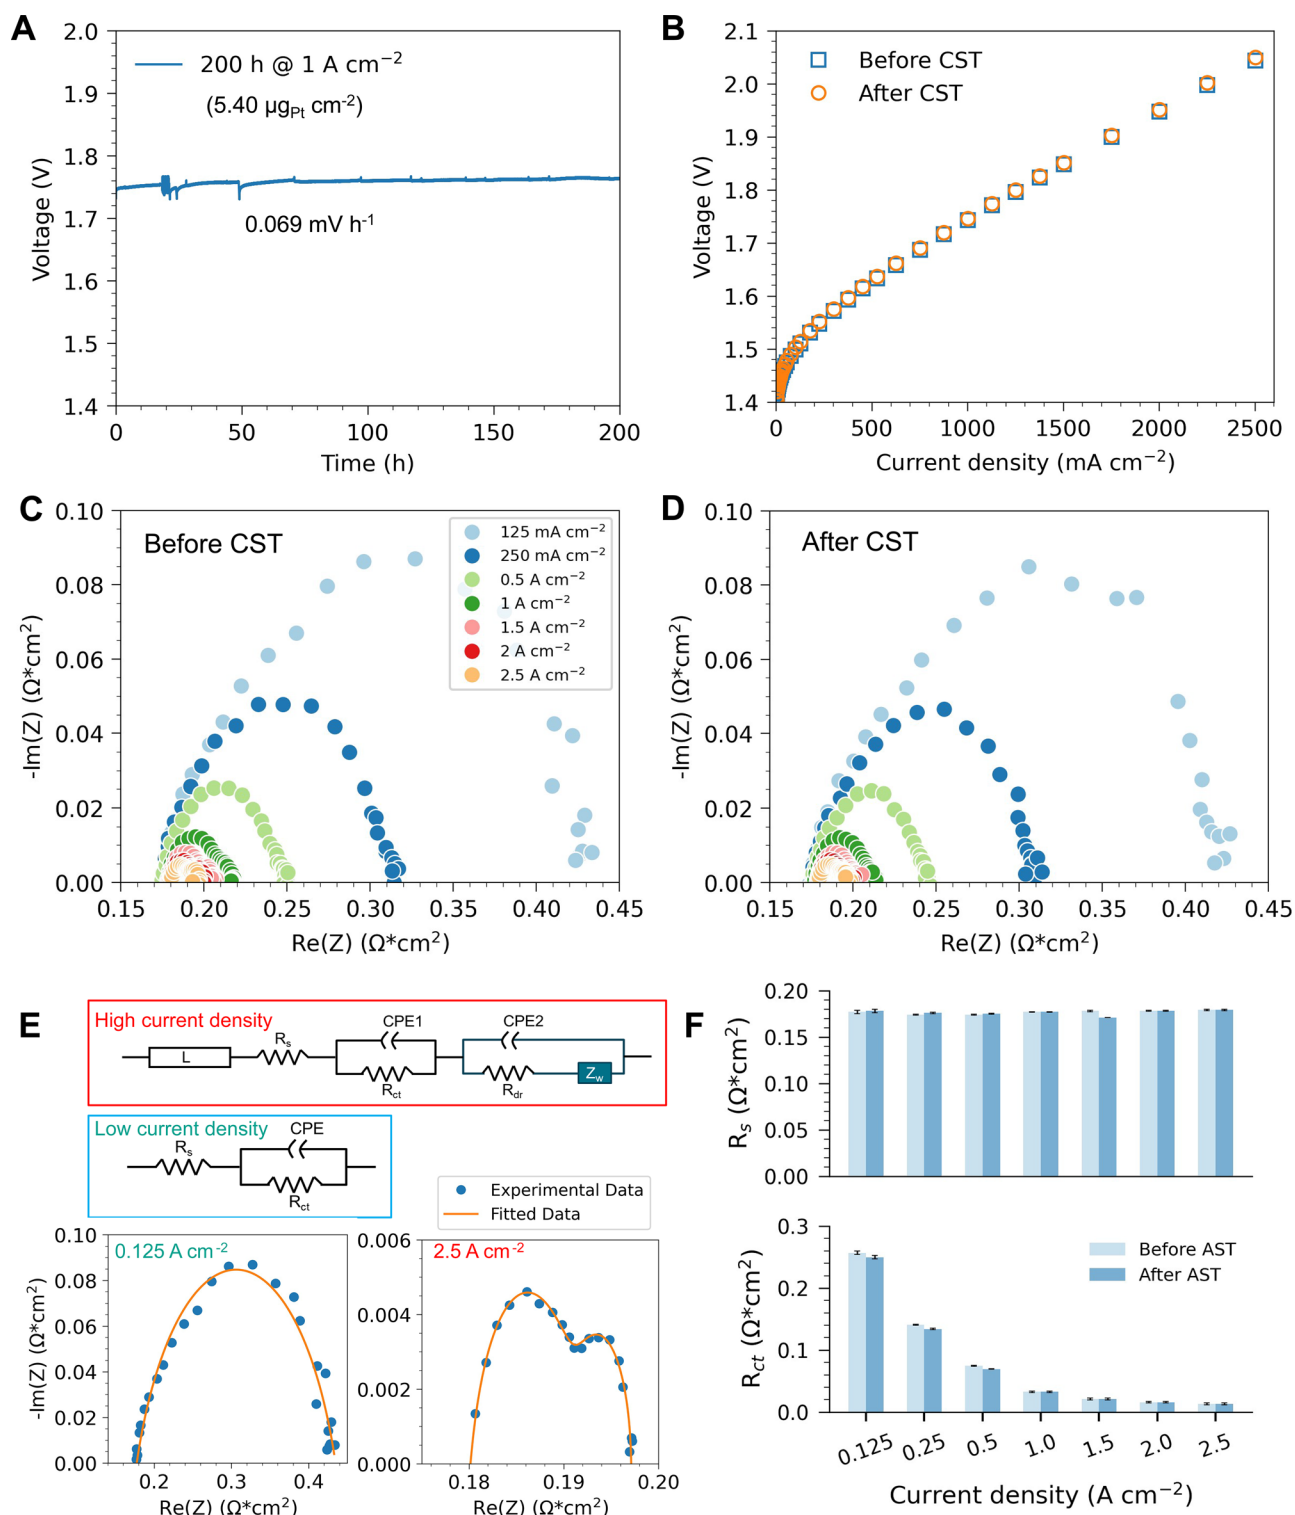 A
2.0
1.9
1.8
1.7
1.6
1.5
1.4
Voltage (V)
200 h @ 1 A cm⁻²
(5.40 µg_Pt cm⁻²)
0.069 mV h⁻¹
0
50
100
150
200
Time (h)
B
2.1
2.0
1.9
1.8
1.7
1.6
1.5
1.4
Voltage (V)
Before CST
After CST
0
500
1000
1500
2000
2500
Current density (mA cm⁻²)
C
0.10
0.08
0.06
0.04
0.02
0.00
-Im(Z) (Ω*cm²)
Before CST
125 mA cm⁻²
250 mA cm⁻²
0.5 A cm⁻²
1 A cm⁻²
1.5 A cm⁻²
2 A cm⁻²
2.5 A cm⁻²
0.15
0.20
0.25
0.30
0.35
0.40
0.45
Re(Z) (Ω*cm²)
D
0.10
0.08
0.06
0.04
0.02
0.00
-Im(Z) (Ω*cm²)
After CST
0.15
0.20
0.25
0.30
0.35
0.40
0.45
Re(Z) (Ω*cm²)
E
High current density
L
R_s
CPE1
R_ct
CPE2
R_dr
Z_w
Low current density
R_s
CPE
R_ct
Experimental Data
Fitted Data
0.10
0.08
0.06
0.04
0.02
0.00
-Im(Z) (Ω*cm²)
0.125 A cm⁻²
0.2
0.3
0.4
Re(Z) (Ω*cm²)
0.006
0.004
0.002
0.000
2.5 A cm⁻²
0.18
0.19
0.20
Re(Z) (Ω*cm²)
F
0.20
0.15
0.10
0.05
0.00
R_s (Ω*cm²)
0.3
0.2
0.1
0.0
R_ct (Ω*cm²)
Before AST
After AST
0.125
0.25
0.5
1.0
1.5
2.0
2.5
Current density (A cm⁻²)